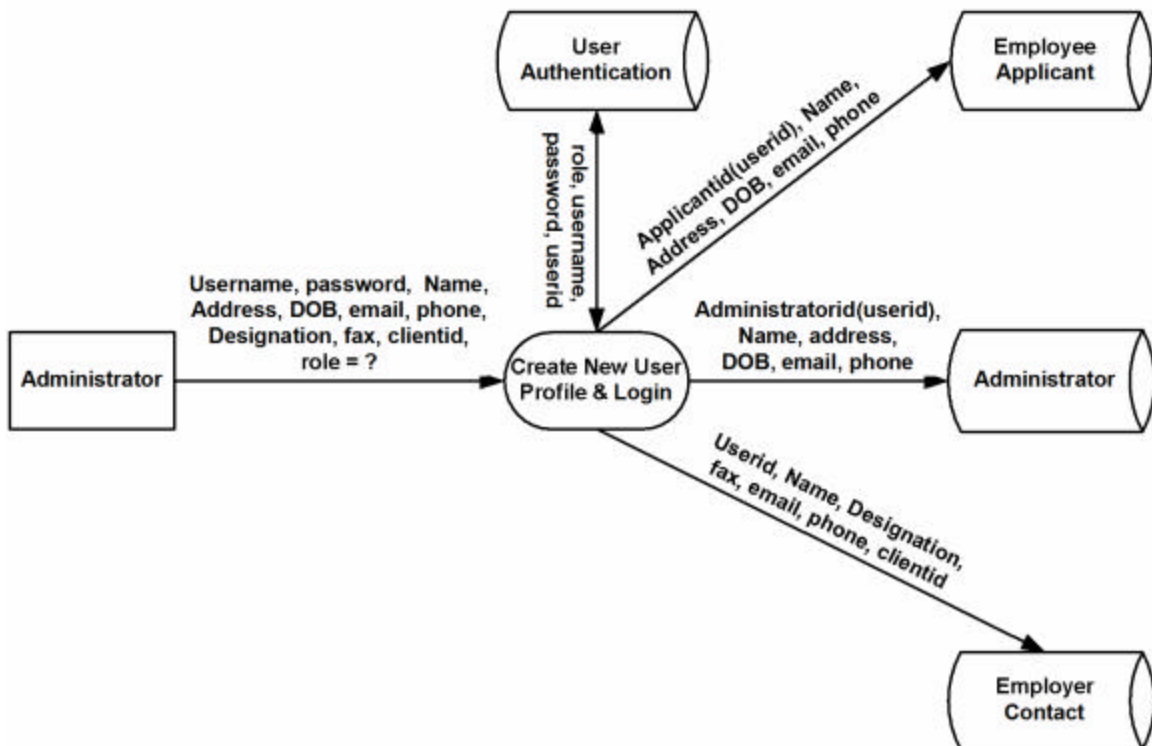 User
Authentication
Employee
Applicant
role, username,
password, userid
Applicantid(userid), Name,
Address, DOB, email, phone
Username, password, Name,
Address, DOB, email, phone,
Designation, fax, clientid,
role = ?
Administratorid(userid),
Name, address,
DOB, email, phone
Administrator
Create New User
Profile & Login
Administrator
Userid, Name, Designation,
fax, email, phone, clientid
Employer
Contact